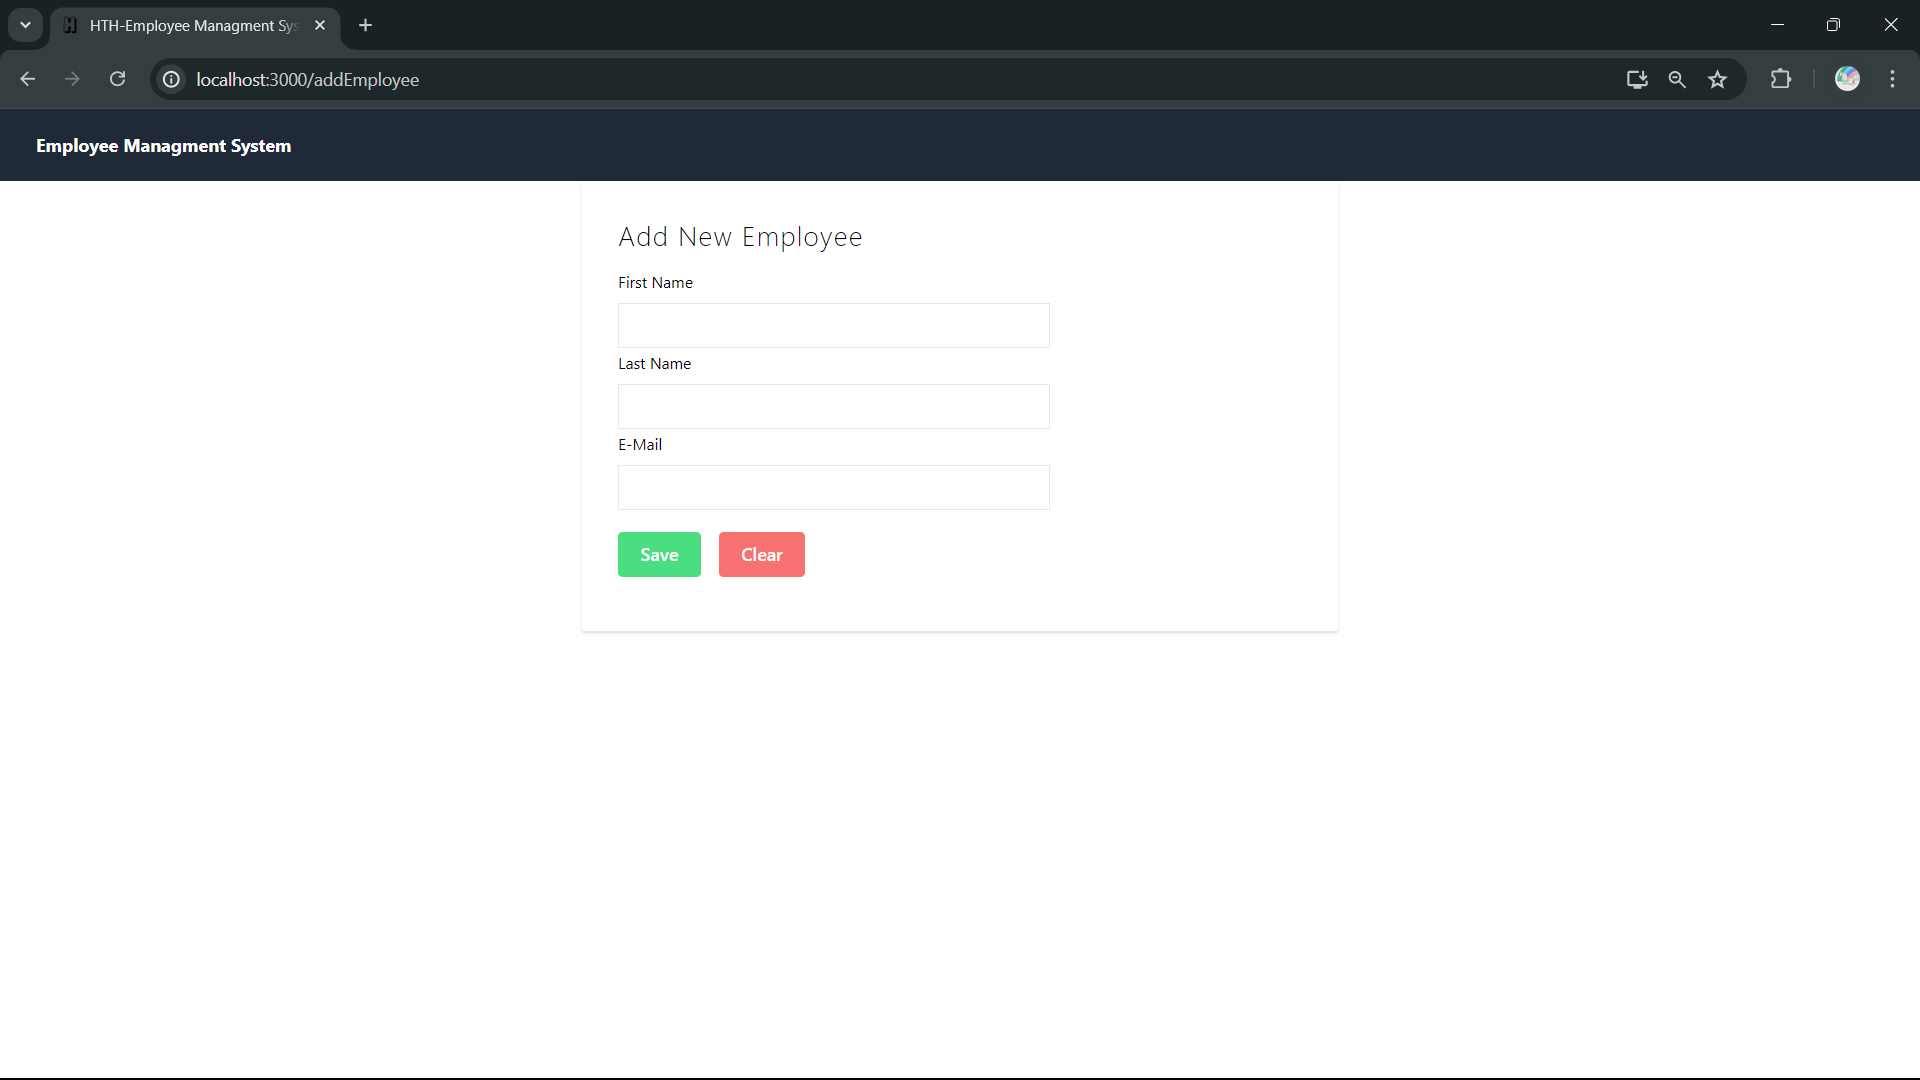 HTH-Employee Managment Sys
localhost:3000/addEmployee
Employee Managment System
Add New Employee
First Name
Last Name
E-Mail
Save
Clear